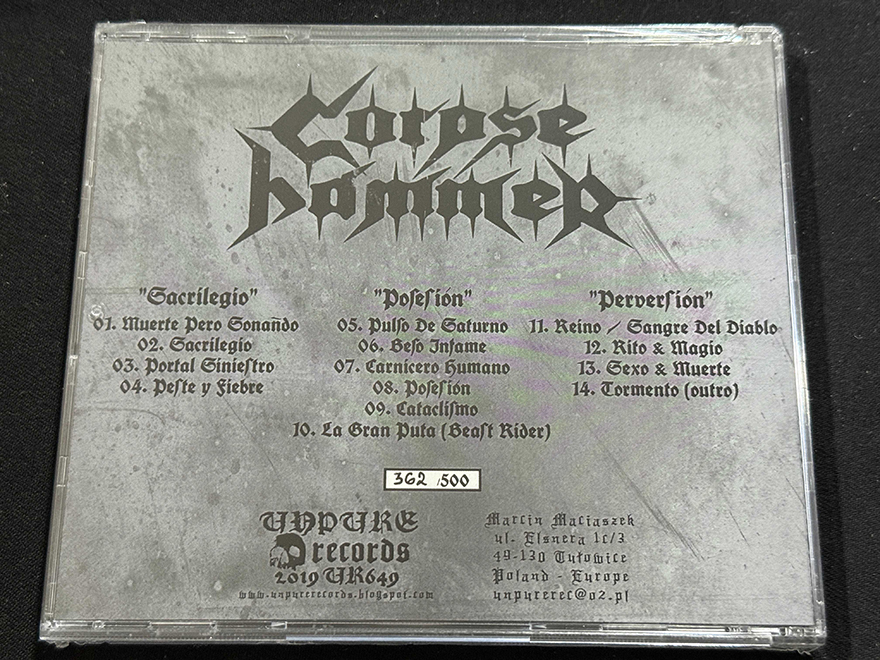 Corpse
hammer
"Sacrilegio"
01. Muerte Pero Sonañdo
02. Sacrilegio
03. Portal Sinieſtro
04. Peſte y Fiebre
"Poſeſión"
05. Pulſo De Saturno
06. Beſo Infame
07. Carnicero Humano
08. Poſeſión
09. Catacliſmo
10. La Gran Puta (Beaſt Rider)
"Perverſión"
11. Reino / Sangre Del Diablo
12. Rito & Magio
13. Sexo & Muerte
14. Tormento (outro)
362 /500
UNPURE
records
2019 UR649
www.unpurerecords.blogspot.com
Marcin Maciaszek
ul. Elsnera 1c/3
49-130 Tułowice
Poland - Europe
unpurerec@o2.pl